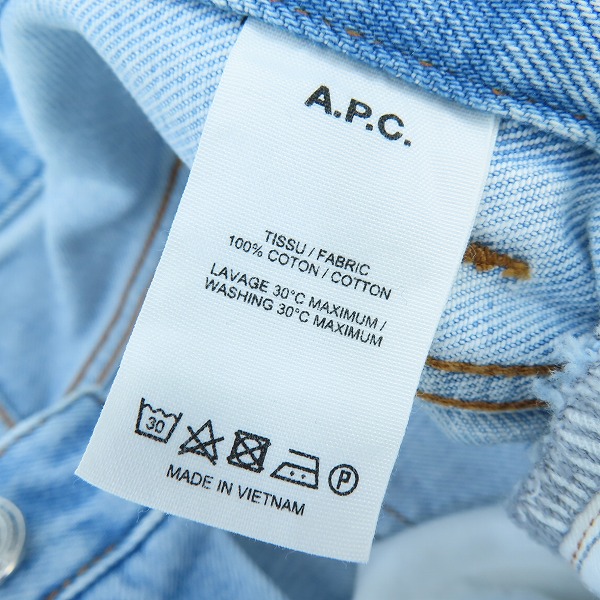 A.P.C.
TISSU / FABRIC
100% COTON / COTTON
LAVAGE 30°C MAXIMUM /
WASHING 30°C MAXIMUM
30 P
MADE IN VIETNAM